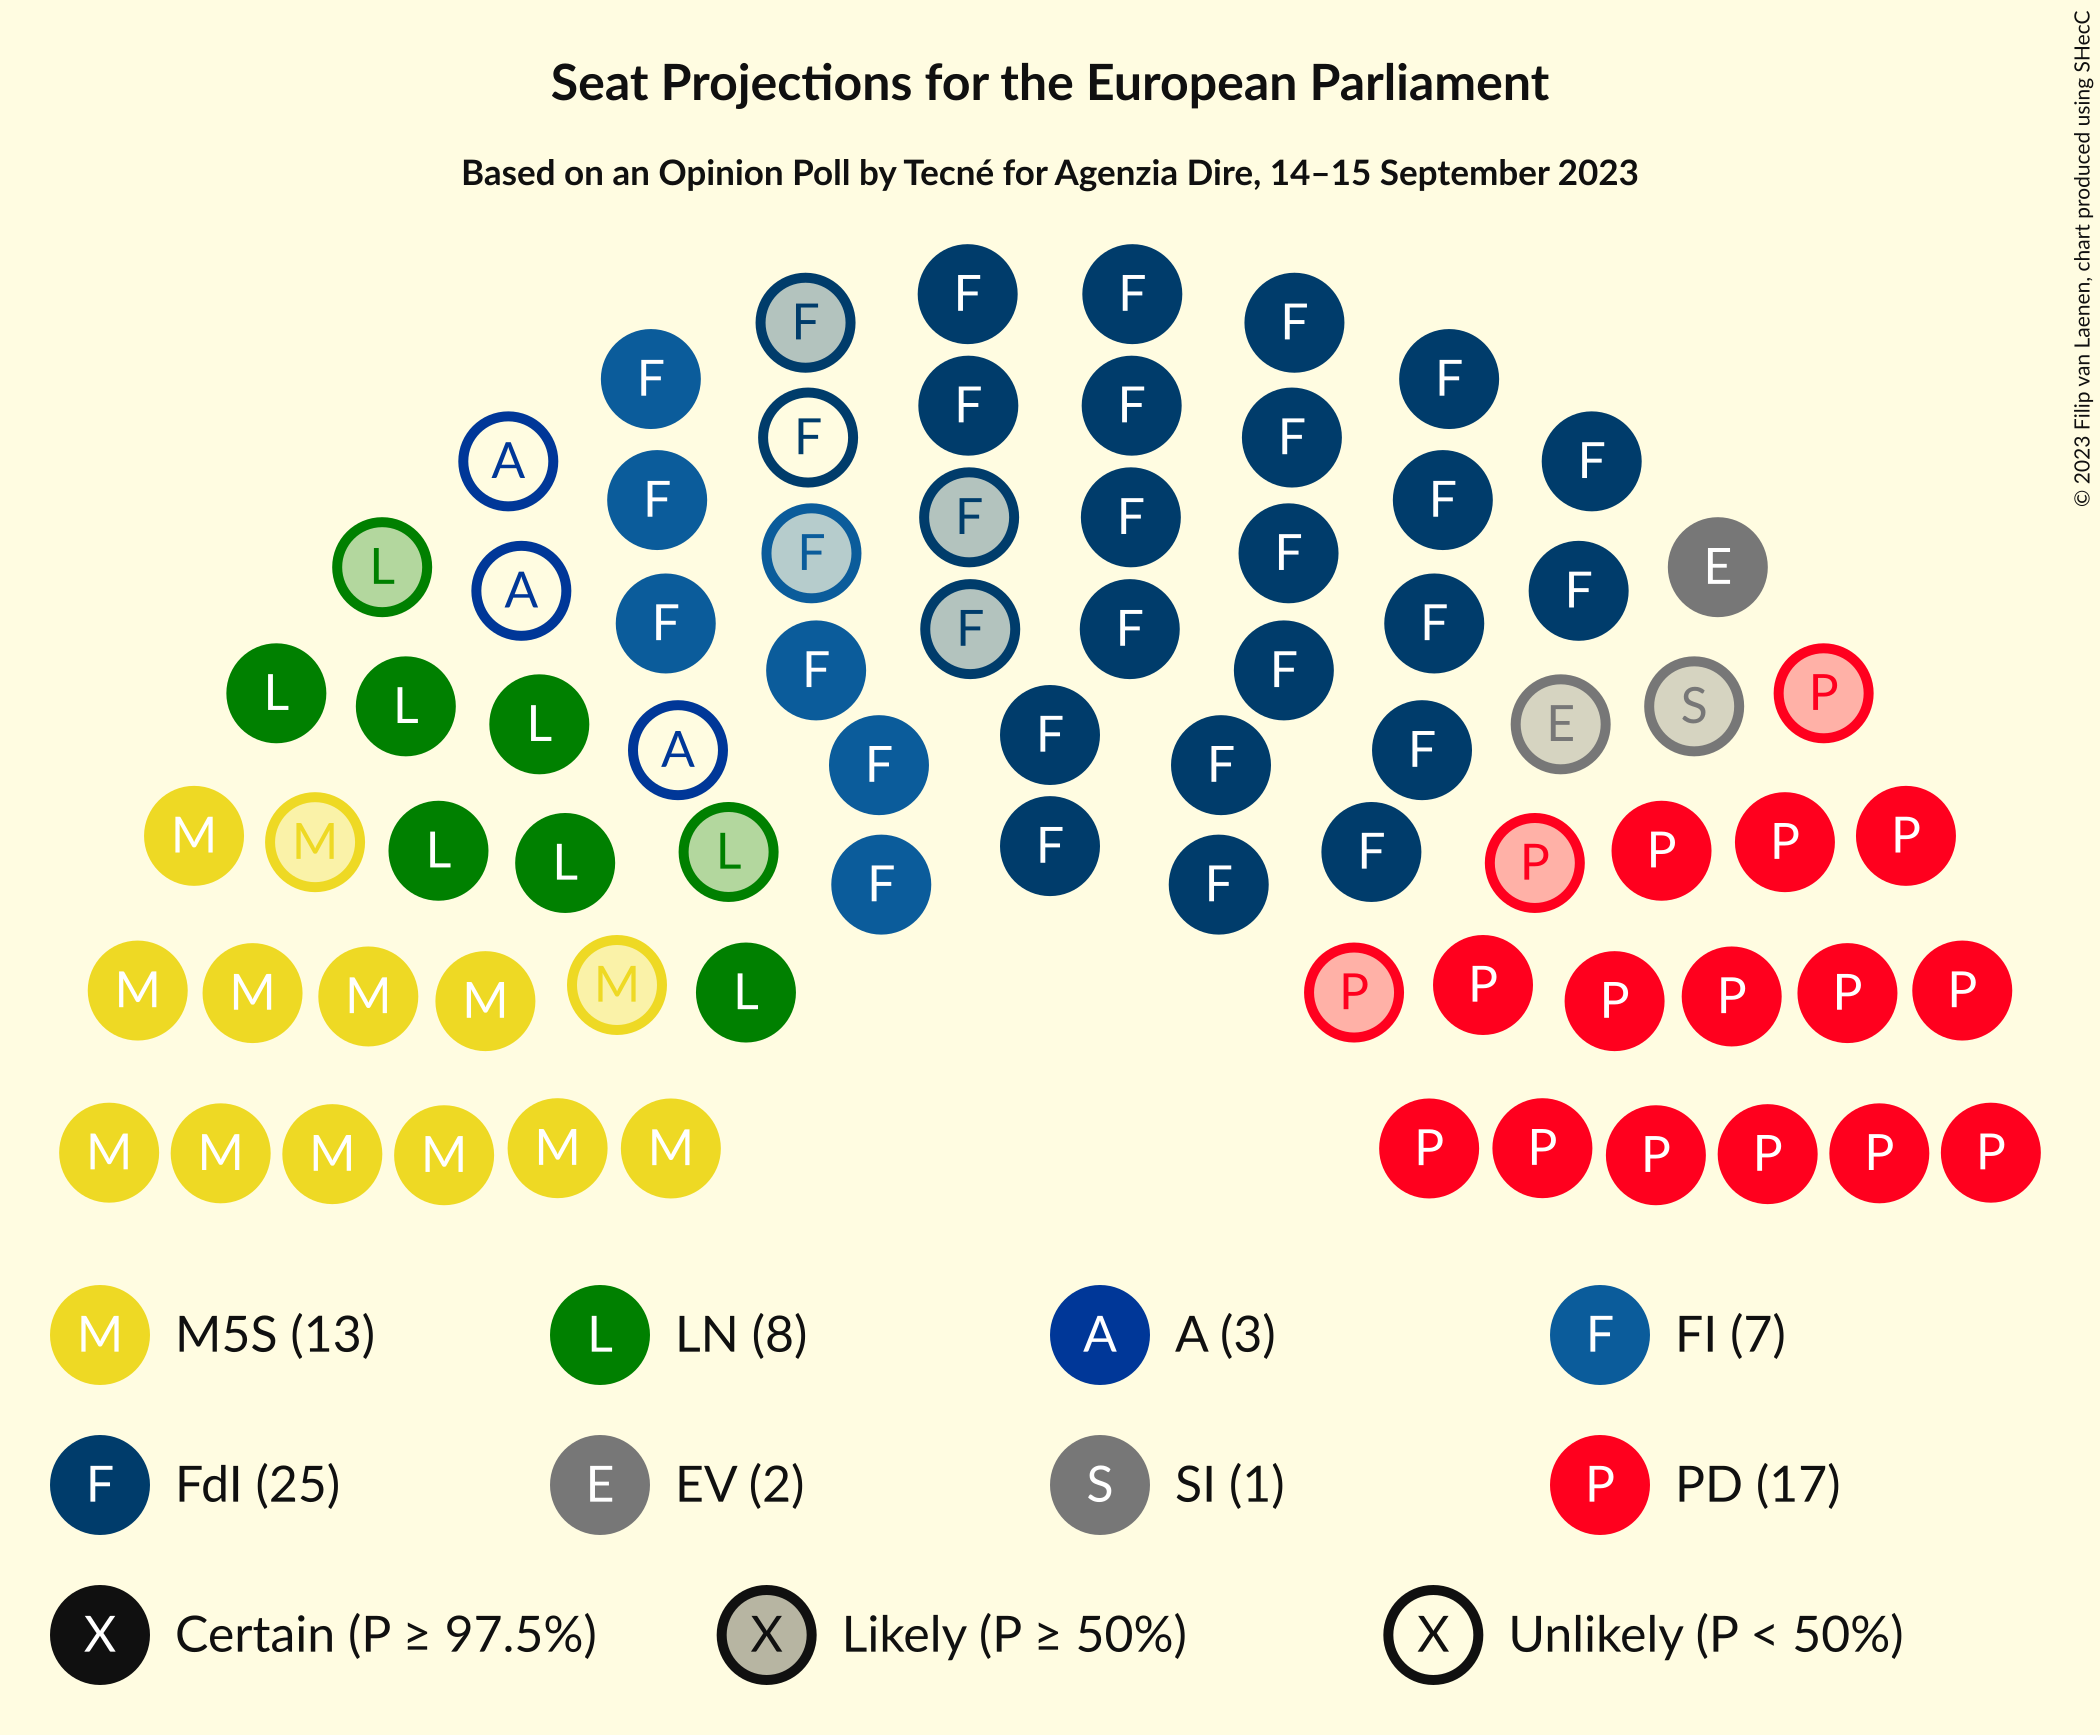 Seat Projections for the European Parliament
Based on an Opinion Poll by Tecné for Agenzia Dire, 14–15 September 2023
© 2023 Filip van Laenen, chart produced using SHecC
F F F F
F F F F
A F F F
F F F F
L F F E
A F
F F F F
F F
L L S P
L F E
A F F F
M M L L L F F P P P P
F F
M M M M M L P P P P P P
M M M M M M P P P P P P
M M5S (13) L LN (8) A A (3) F FI (7)
F FdI (25) E EV (2) S SI (1) P PD (17)
X Certain (P ≥ 97.5%) X Likely (P ≥ 50%) X Unlikely (P < 50%)